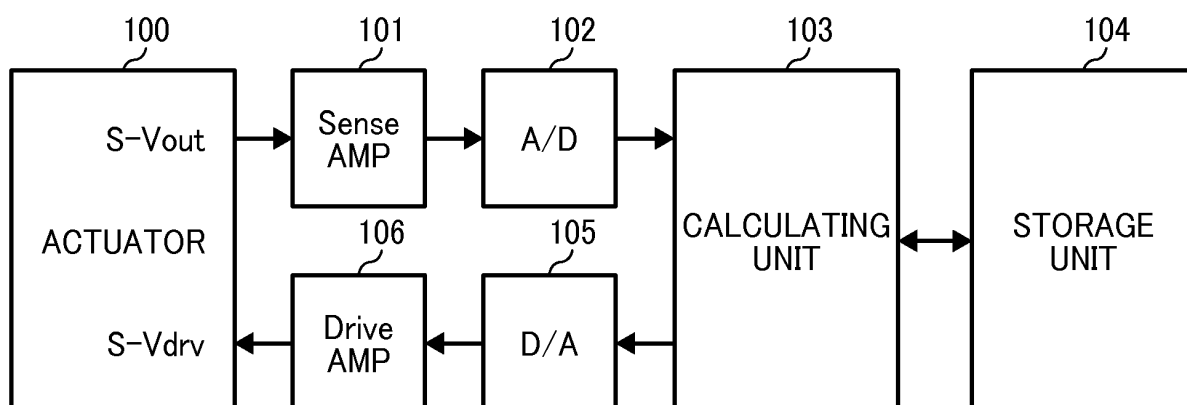 100
101
102
103
104
S-Vout
Sense
AMP
A/D
ACTUATOR
CALCULATING
UNIT
STORAGE
UNIT
106
105
S-Vdrv
Drive
AMP
D/A